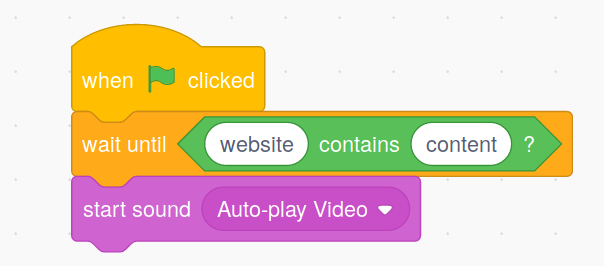 when clicked
wait until website contains content ?
start sound Auto-play Video